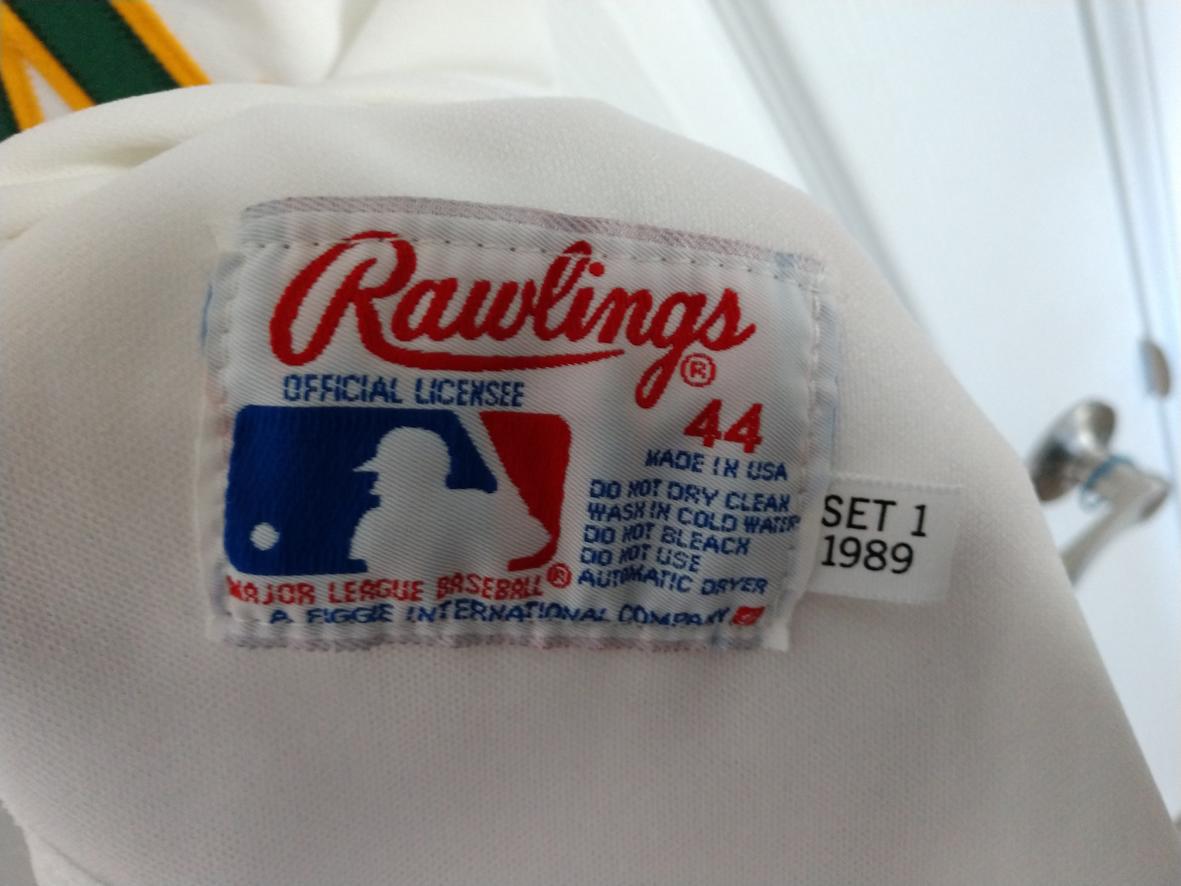 Rawlings®
OFFICIAL LICENSEE
44
MADE IN USA
DO NOT DRY CLEAN
WASH IN COLD WATER
DO NOT BLEACH
DO NOT USE
AUTOMATIC DRYER
MAJOR LEAGUE BASEBALL®
A FIGGIE INTERNATIONAL COMPANY
SET 1
1989